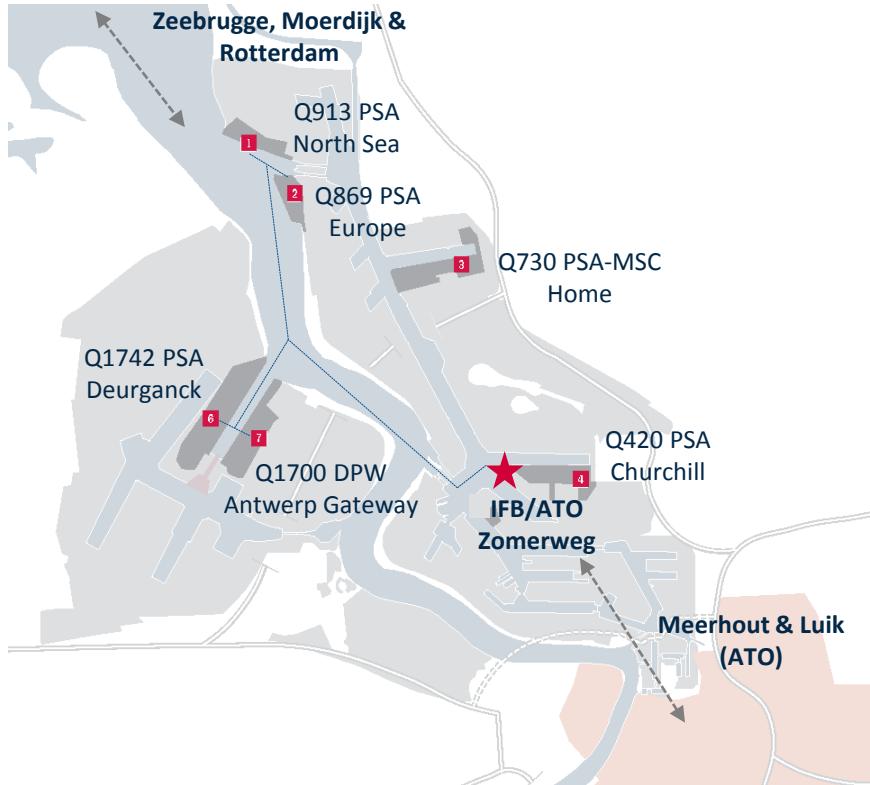 Zeebrugge, Moerdijk &
Rotterdam
Q913 PSA
North Sea
1
2
Q869 PSA
Europe
3
Q730 PSA-MSC
Home
Q1742 PSA
Deurganck
6
7
Q1700 DPW
Antwerp Gateway
Q420 PSA
Churchill
4
IFB/ATO
Zomerweg
Meerhout & Luik
(ATO)